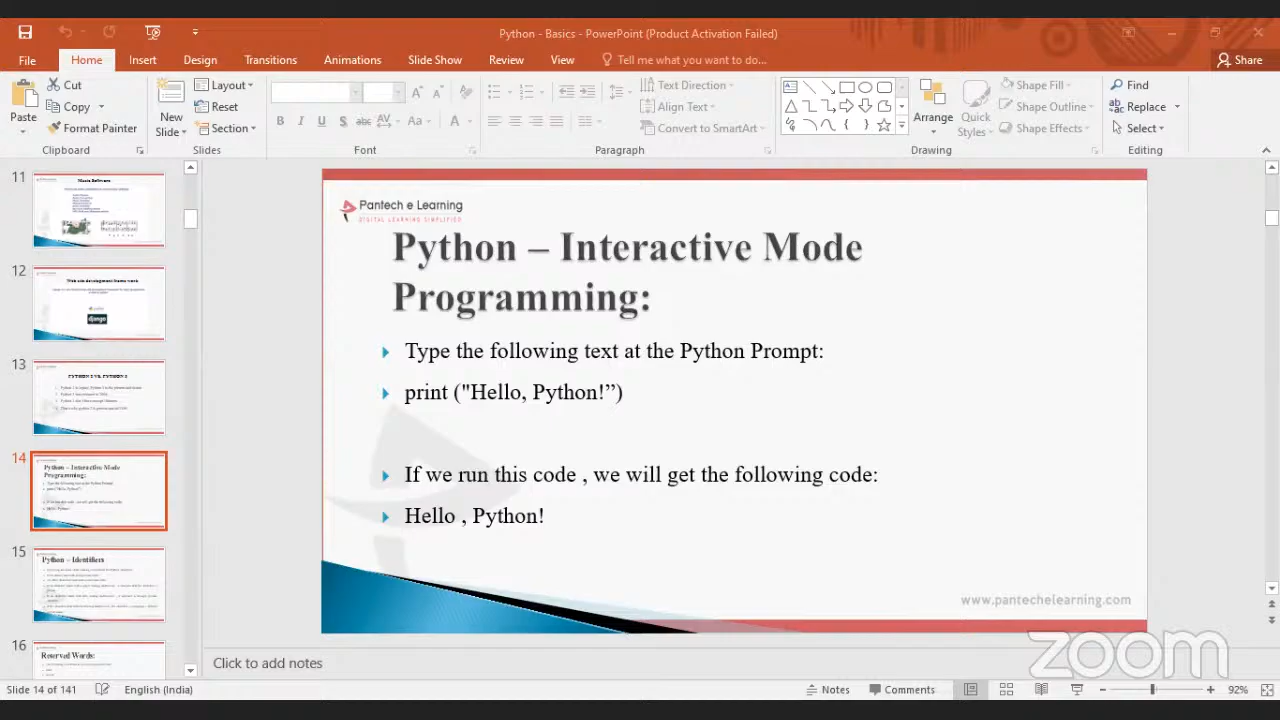 Python - Basics - PowerPoint (Product Activation Failed)
File Home Insert Design Transitions Animations Slide Show Review View Tell me what you want to do... Share
Paste
Cut
Copy
Format Painter
Clipboard
New
Slide
Layout
Reset
Section
Slides
B I U S abc AV Aa A
Font
Text Direction
Align Text
Convert to SmartArt
Paragraph
Arrange
Quick
Styles
Shape Fill
Shape Outline
Shape Effects
Drawing
Find
Replace
Select
Editing
11
12
django
13
14
Python – Interactive Mode
Programming:
15
Python – Identifiers
16
Reserved Words:
Pantech e Learning
DIGITAL LEARNING SIMPLIFIED
Python – Interactive Mode
Programming:
Type the following text at the Python Prompt:
print ("Hello, Python!”)
If we run this code , we will get the following code:
Hello , Python!
www.pantechelearning.com
Click to add notes
zoom
Slide 14 of 141 English (India) Notes Comments 92%